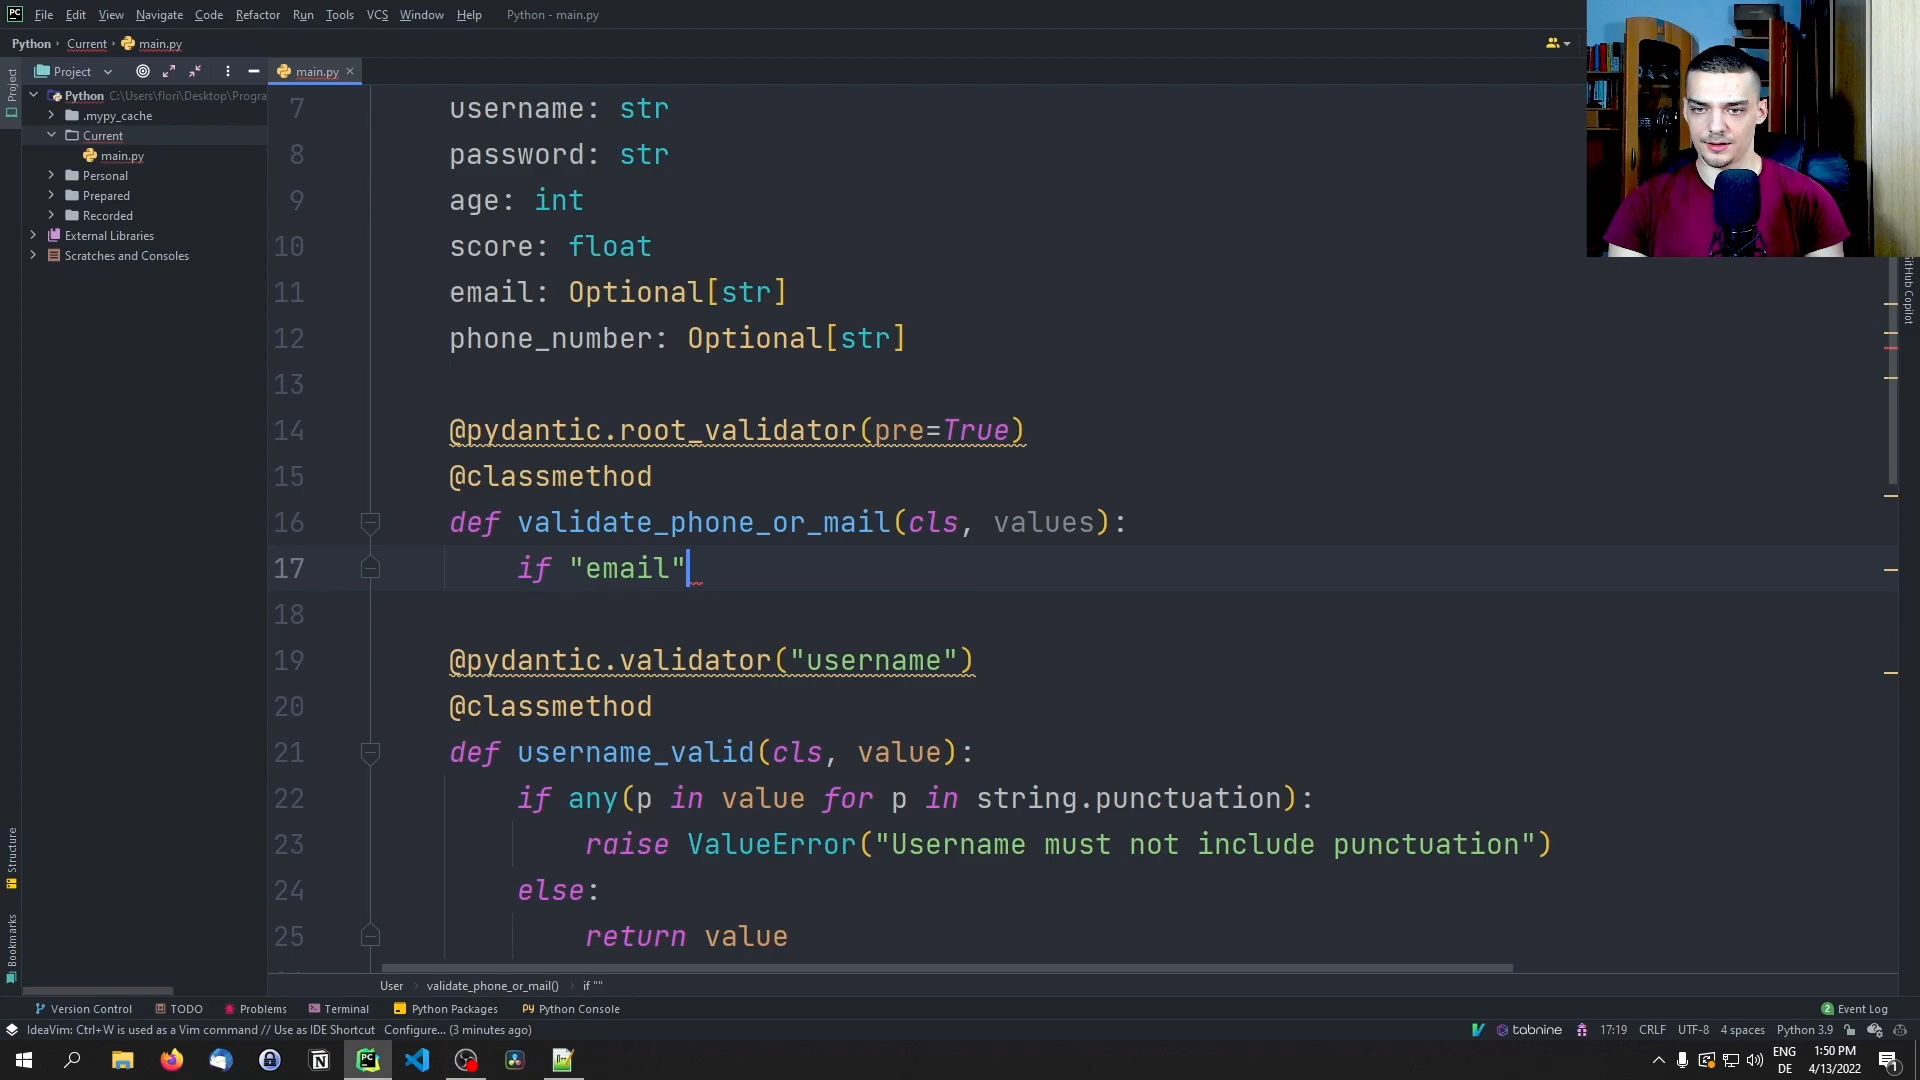 PC File Edit View Navigate Code Refactor Run Tools VCS Window Help Python - main.py
Python › Current › main.py
Project main.py ×
Project
Python C:\Users\flori\Desktop\Progra
.mypy_cache
Current
main.py
Personal
Prepared
Recorded
External Libraries
Scratches and Consoles
7 username: str
8 password: str
9 age: int
10 score: float
11 email: Optional[str]
12 phone_number: Optional[str]
13
14 @pydantic.root_validator(pre=True)
15 @classmethod
16 def validate_phone_or_mail(cls, values):
17 if "email"
18
19 @pydantic.validator("username")
20 @classmethod
21 def username_valid(cls, value):
22 if any(p in value for p in string.punctuation):
23 raise ValueError("Username must not include punctuation")
24 else:
25 return value
GitHub Copilot
Structure
Bookmarks
User › validate_phone_or_mail() › if ""
Version Control TODO Problems Terminal Python Packages Python Console 2 Event Log
IdeaVim: Ctrl+W is used as a Vim command // Use as IDE Shortcut Configure... (3 minutes ago) tabnine 17:19 CRLF UTF-8 4 spaces Python 3.9
ENG 1:50 PM
DE 4/13/2022 1